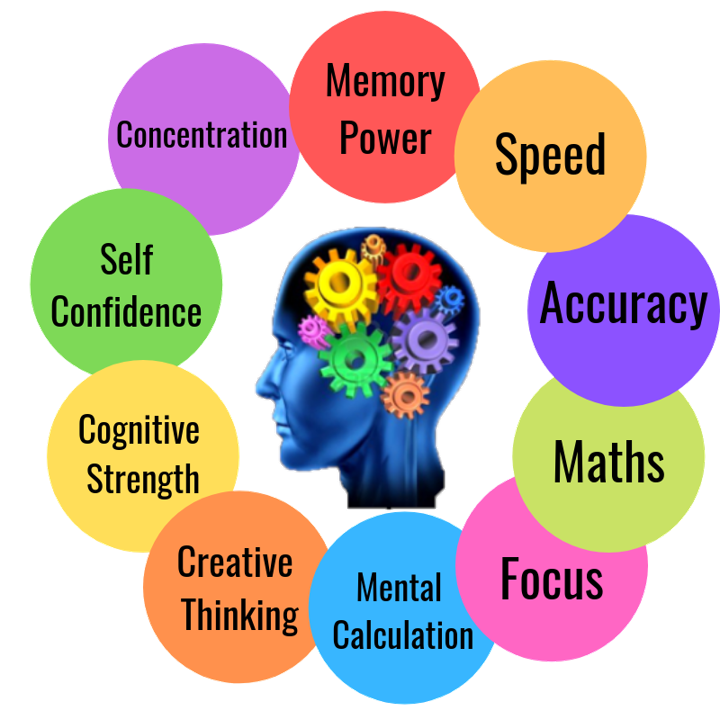 Memory
Power
Speed
Accuracy
Maths
Focus
Mental
Calculation
Creative
Thinking
Cognitive
Strength
Self
Confidence
Concentration